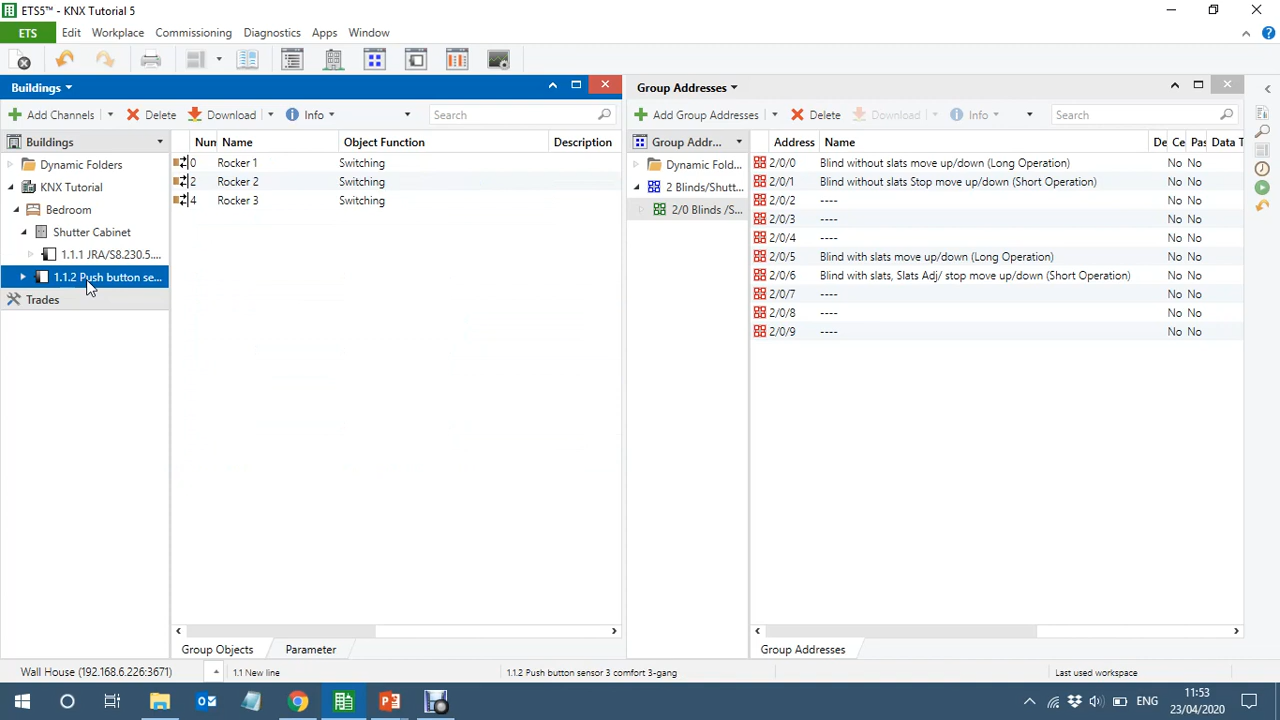 ETS5™ - KNX Tutorial 5
ETS Edit Workplace Commissioning Diagnostics Apps Window
Buildings
Add Channels Delete Download Info Search
Buildings
Dynamic Folders
KNX Tutorial
Bedroom
Shutter Cabinet
1.1.1 JRA/S8.230.5....
1.1.2 Push button se...
Trades
Num Name Object Function Description
0 Rocker 1 Switching
2 Rocker 2 Switching
4 Rocker 3 Switching
Group Objects Parameter
Group Addresses
Add Group Addresses Delete Download Info Search
Group Addr...
Dynamic Fold...
2 Blinds/Shutt...
2/0 Blinds /S...
Address Name De Ce Pas Data T
2/0/0 Blind without slats move up/down (Long Operation) No No
2/0/1 Blind without slats Stop move up/down (Short Operation) No No
2/0/2 ---- No No
2/0/3 ---- No No
2/0/4 ---- No No
2/0/5 Blind with slats move up/down (Long Operation) No No
2/0/6 Blind with slats, Slats Adj/ stop move up/down (Short Operation) No No
2/0/7 ---- No No
2/0/8 ---- No No
2/0/9 ---- No No
Group Addresses
Wall House (192.168.6.226:3671) 1.1 New line 1.1.2 Push button sensor 3 comfort 3-gang Last used workspace
ENG
11:53
23/04/2020